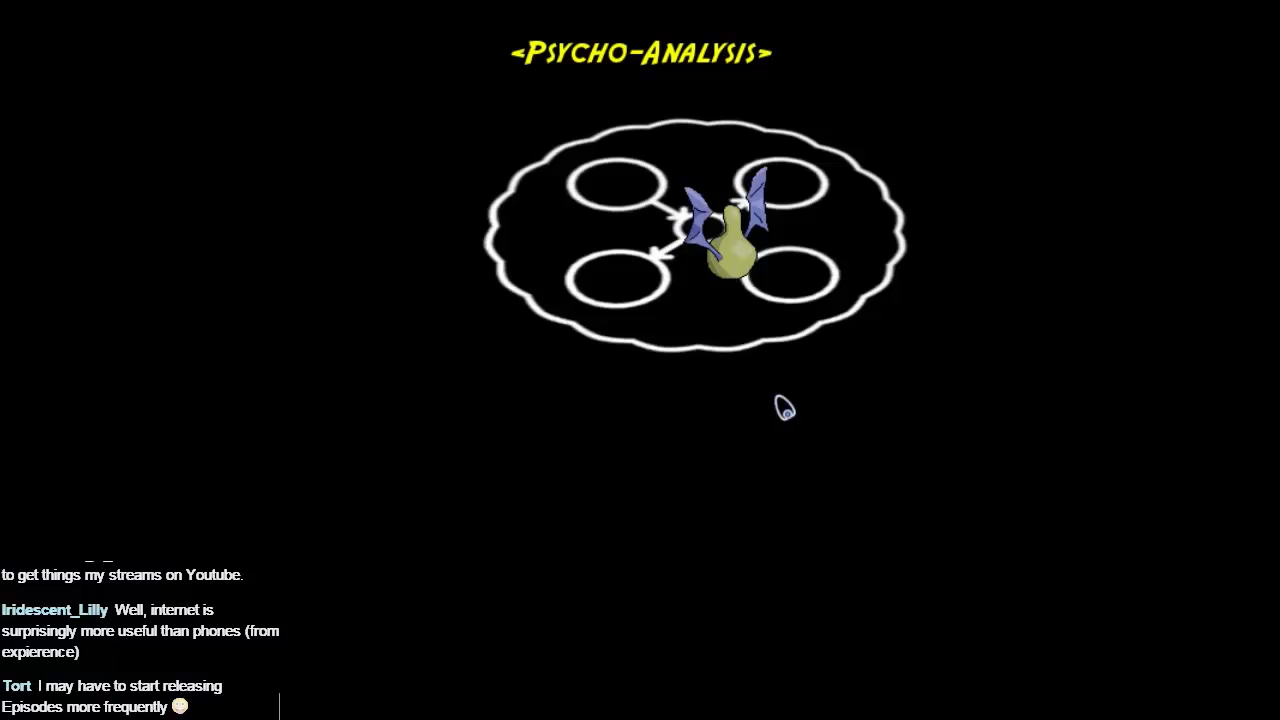 <Psycho-Analysis>
to get things my streams on Youtube.
Iridescent_Lilly Well, internet is
surprisingly more useful than phones (from
expierence)
Tort I may have to start releasing
Episodes more frequently